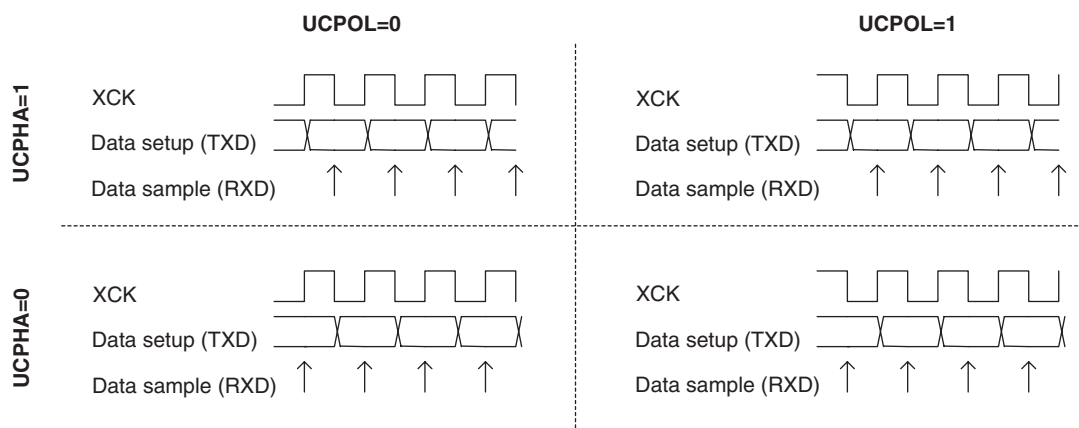 UCPOL=0
UCPOL=1
UCPHA=1
XCK
Data setup (TXD)
Data sample (RXD)
XCK
Data setup (TXD)
Data sample (RXD)
UCPHA=0
XCK
Data setup (TXD)
Data sample (RXD)
XCK
Data setup (TXD)
Data sample (RXD)